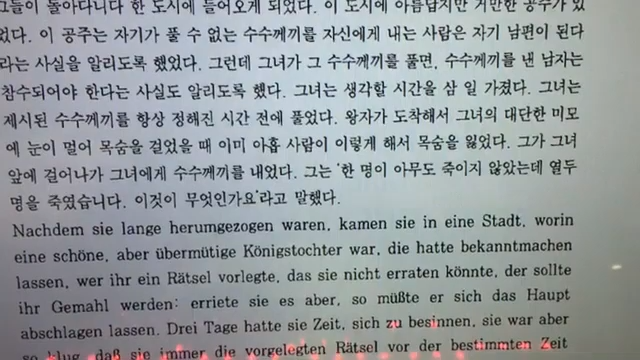 그들이 돌아다니다 한 도시에 들어오게 되었다. 이 도시에 아름답지만 거만한 공주가 있
었다. 이 공주는 자기가 풀 수 없는 수수께끼를 자신에게 내는 사람은 자기 남편이 된다
라는 사실을 알리도록 했었다. 그런데 그녀가 그 수수께끼를 풀면, 수수께끼를 낸 남자는
참수되어야 한다는 사실도 알리도록 했다. 그녀는 생각할 시간을 삼 일 가졌다. 그녀는
제시된 수수께끼를 항상 정해진 시간 전에 풀었다. 왕자가 도착해서 그녀의 대단한 미모
에 눈이 멀어 목숨을 걸었을 때 이미 아홉 사람이 이렇게 해서 목숨을 잃었다. 그가 그녀
앞에 걸어나가 그녀에게 수수께끼를 내었다. 그는 '한 명이 아무도 죽이지 않았는데 열두
명을 죽였습니다. 이것이 무엇인가요'라고 말했다.
Nachdem sie lange herumgezogen waren, kamen sie in eine Stadt, worin
eine schöne, aber übermütige Königstochter war, die hatte bekanntmachen
lassen, wer ihr ein Rätsel vorlegte, das sie nicht erraten könnte, der sollte
ihr Gemahl werden: erriete sie es aber, so müßte er sich das Haupt
abschlagen lassen. Drei Tage hatte sie Zeit, sich zu besinnen, sie war aber
so klug, daß sie immer die vorgelegten Rätsel vor der bestimmten Zeit